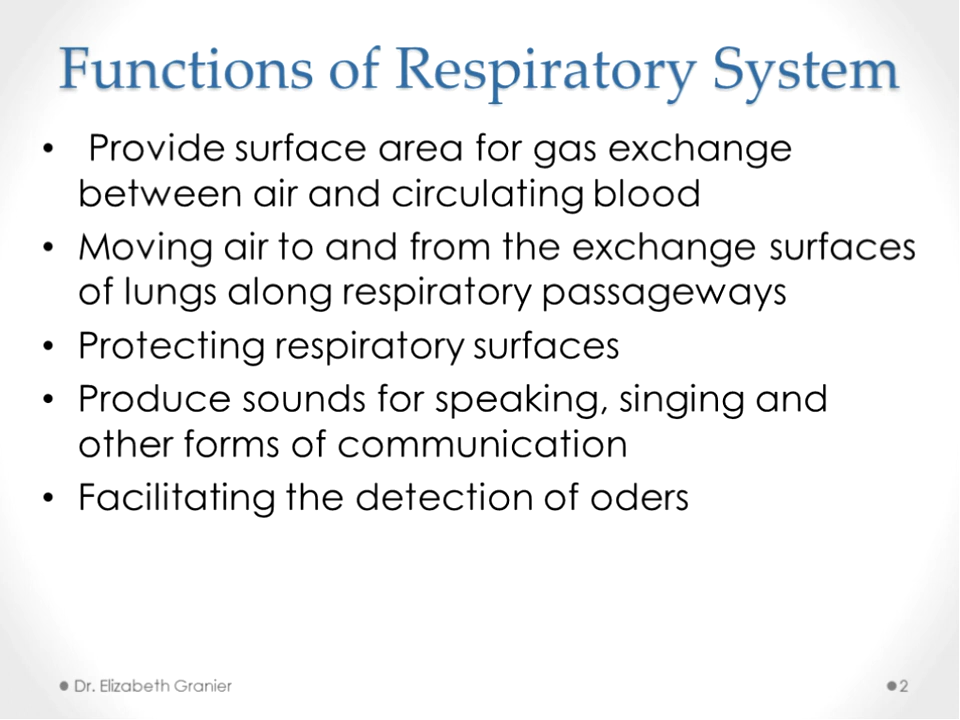 Functions of Respiratory System
• Provide surface area for gas exchange
between air and circulating blood
• Moving air to and from the exchange surfaces
of lungs along respiratory passageways
• Protecting respiratory surfaces
• Produce sounds for speaking, singing and
other forms of communication
• Facilitating the detection of oders
Dr. Elizabeth Granier
2